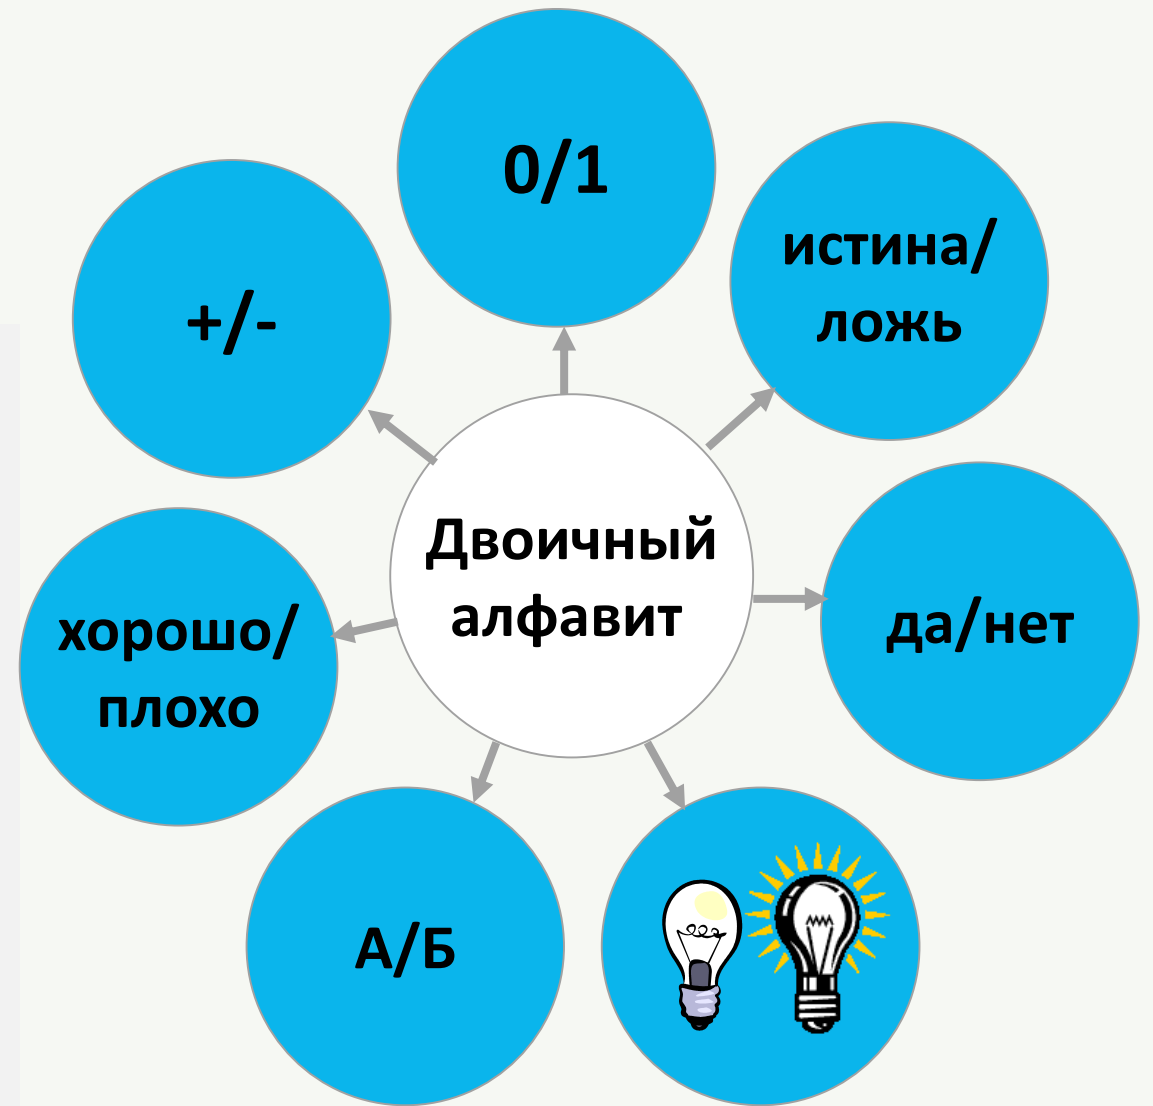 0/1
истина/
ложь
+/-
Двоичный
алфавит
да/нет
хорошо/
плохо
А/Б